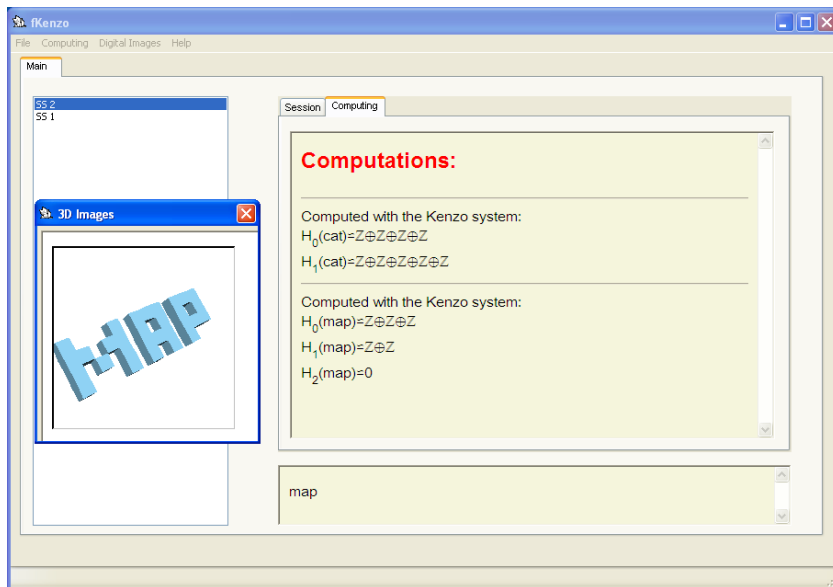 fKenzo
File Computing Digital Images Help
Main
SS 2
SS 1
Session Computing
Computations:
Computed with the Kenzo system:
H₀(cat)=Z⊕Z⊕Z⊕Z
H₁(cat)=Z⊕Z⊕Z⊕Z⊕Z
Computed with the Kenzo system:
H₀(map)=Z⊕Z⊕Z
H₁(map)=Z⊕Z
H₂(map)=0
3D Images
MAP
map